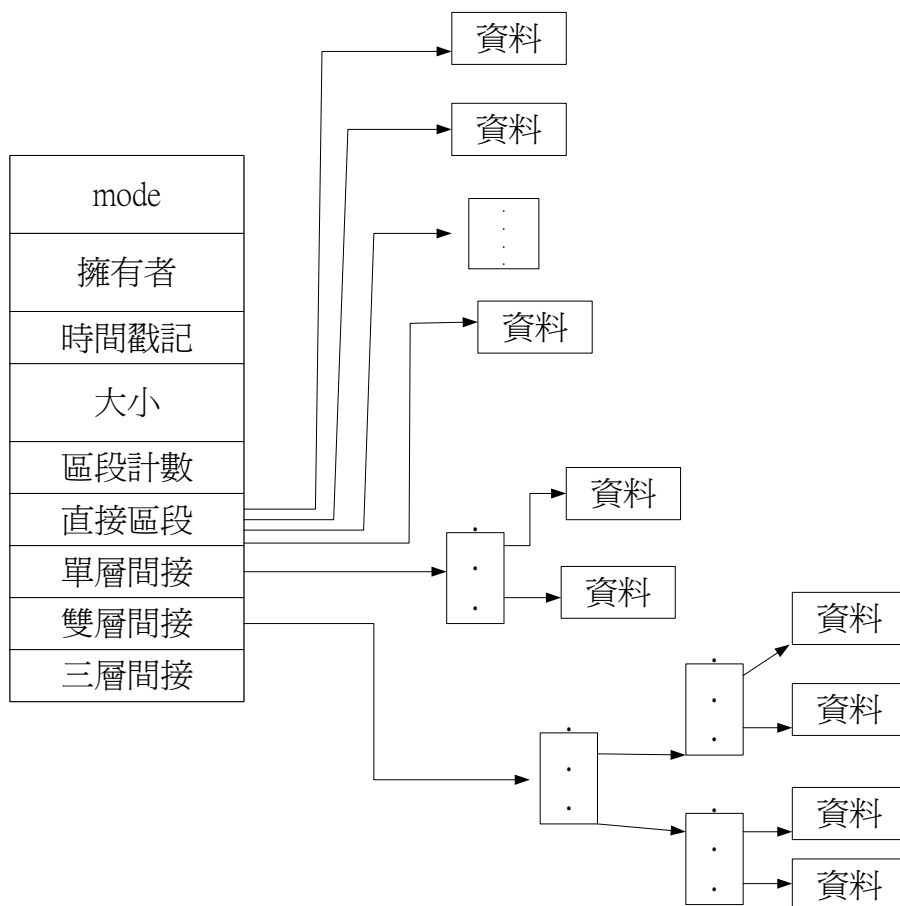 資料
資料
資料
mode
擁有者
時間戳記
大小
區段計數
直接區段
單層間接
雙層間接
三層間接
資料
資料
資料
資料
資料
資料